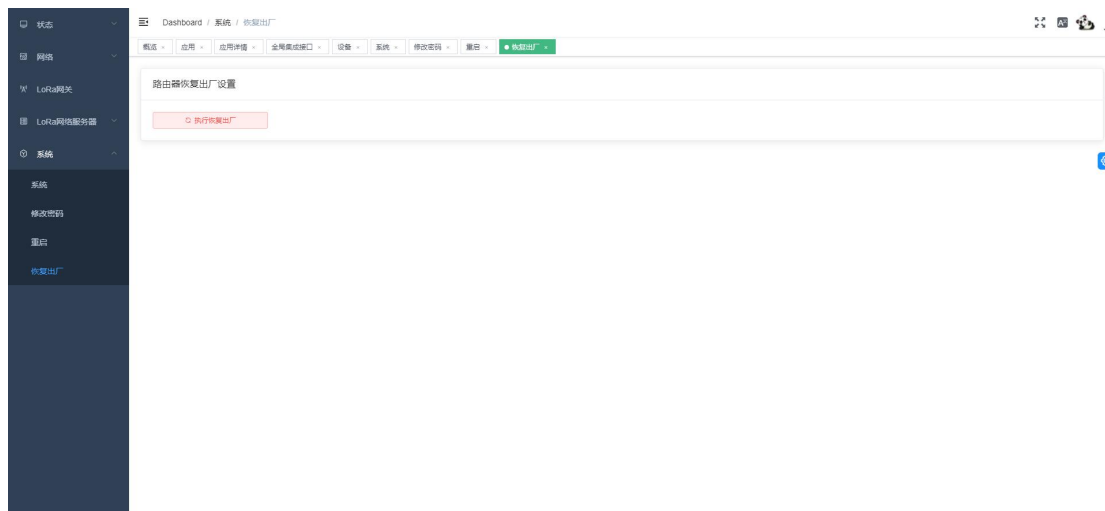 状态
网络
LoRa网关
LoRa网络服务器
系统
系统
修改密码
重启
恢复出厂
Dashboard / 系统 / 恢复出厂
概览 × 应用 × 应用详情 × 全局集成接口 × 设备 × 系统 × 修改密码 × 重启 × 恢复出厂 ×
路由器恢复出厂设置
执行恢复出厂